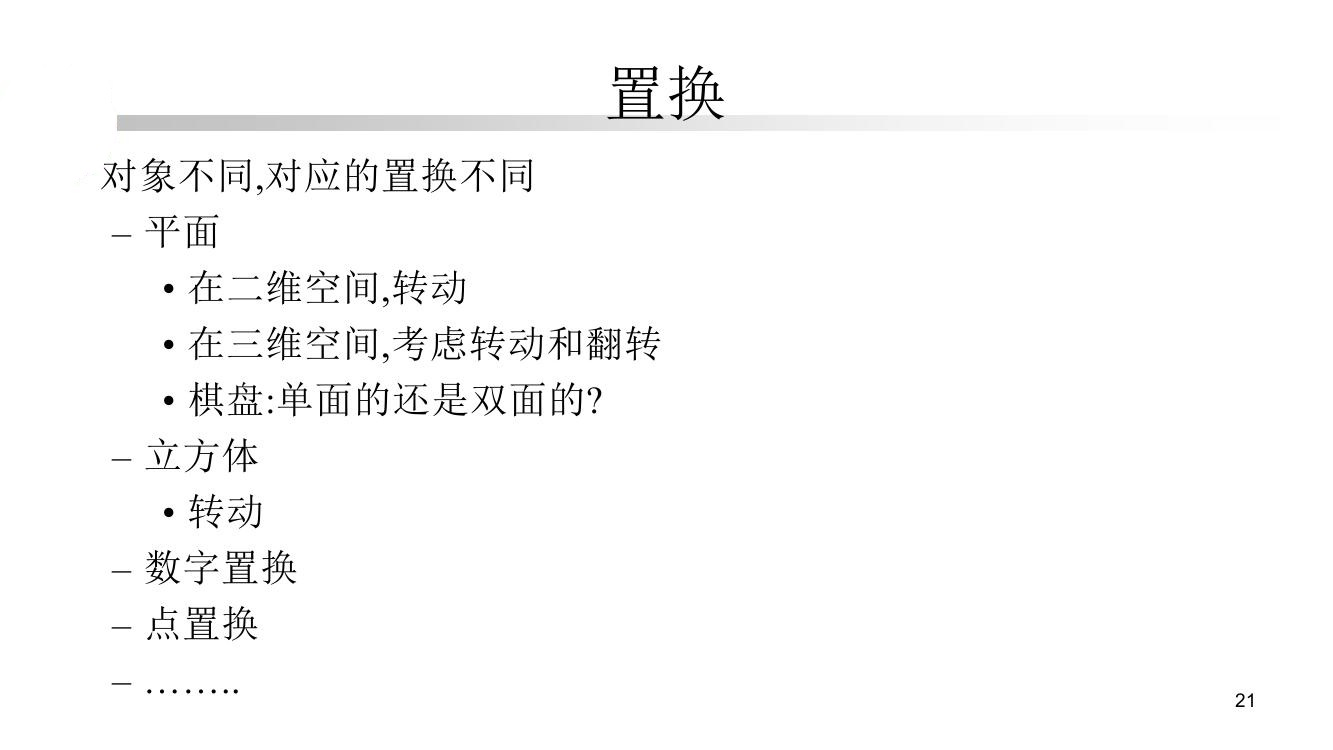 置换
对象不同,对应的置换不同
– 平面
• 在二维空间,转动
• 在三维空间,考虑转动和翻转
• 棋盘:单面的还是双面的?
– 立方体
• 转动
– 数字置换
– 点置换
– ……..
21